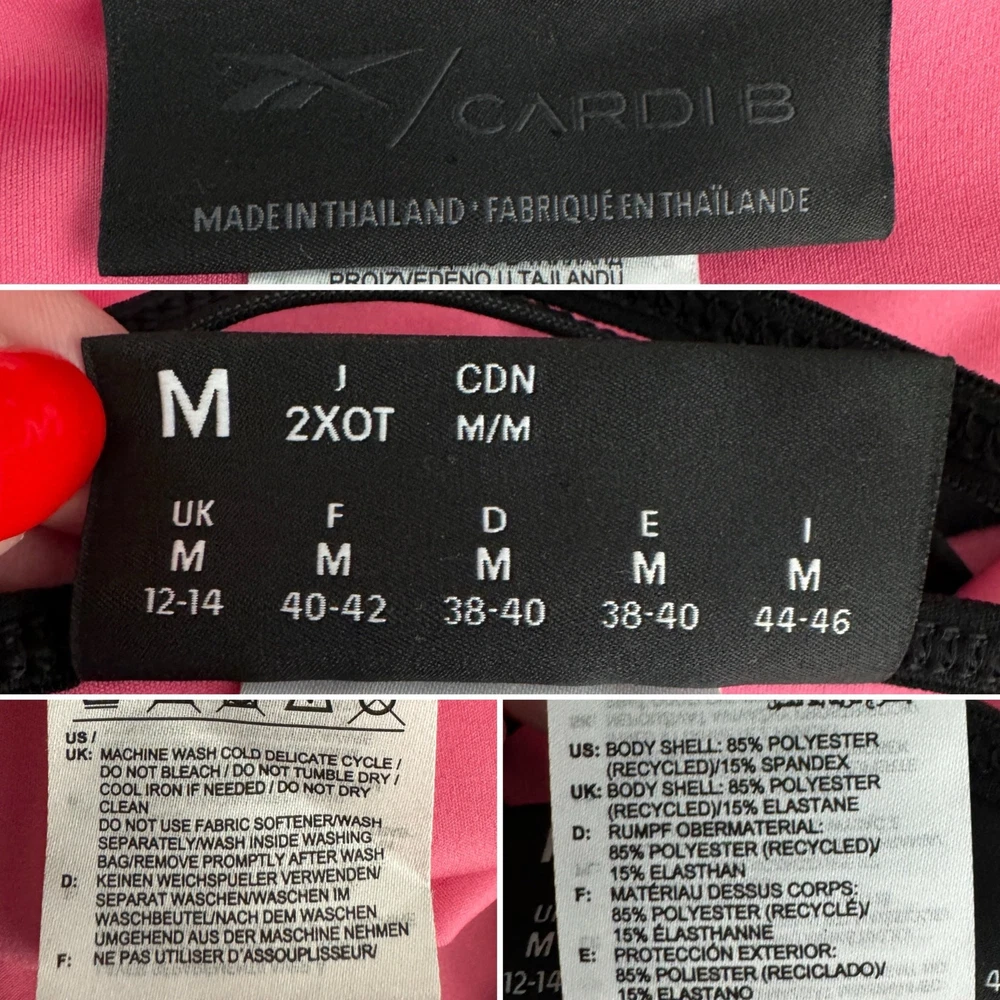 / CARDI B
MADE IN THAILAND • FABRIQUÉ EN THAÏLANDE
PROIZVEDENO U TAJLANDU
M J CDN
2XOT M/M
UK F D E I
M M M M M
12-14 40-42 38-40 38-40 44-46
US /
UK: MACHINE WASH COLD DELICATE CYCLE /
DO NOT BLEACH / DO NOT TUMBLE DRY /
COOL IRON IF NEEDED / DO NOT DRY
CLEAN
DO NOT USE FABRIC SOFTENER/WASH
SEPARATELY/WASH INSIDE WASHING
BAG/REMOVE PROMPTLY AFTER WASH
D: KEINEN WEICHSPUELER VERWENDEN/
SEPARAT WASCHEN/WASCHEN IM
WASCHBEUTEL/NACH DEM WASCHEN
UMGEHEND AUS DER MASCHINE NEHMEN
F: NE PAS UTILISER D'ASSOUPLISSEUR/
US: BODY SHELL: 85% POLYESTER
(RECYCLED)/15% SPANDEX
UK: BODY SHELL: 85% POLYESTER
(RECYCLED)/15% ELASTANE
D: RUMPF OBERMATERIAL:
85% POLYESTER (RECYCLED)/
15% ELASTHAN
F: MATÉRIAU DESSUS CORPS:
85% POLYESTER (RECYCLÉ)/
15% ÉLASTHANNE
E: PROTECCIÓN EXTERIOR:
85% POLIESTER (RECICLADO)/
15% ELASTANO
M
12-14